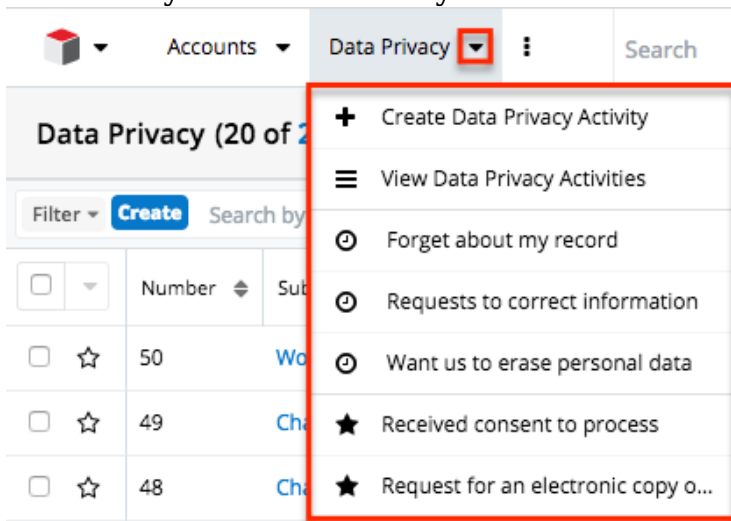 Accounts Data Privacy Search
Data Privacy (20 of
Create Data Privacy Activity
View Data Privacy Activities
Filter Create Search by
Forget about my record
Number Sub
Requests to correct information
50 Wo
Want us to erase personal data
49 Cha
Received consent to process
48 Cha
Request for an electronic copy o...